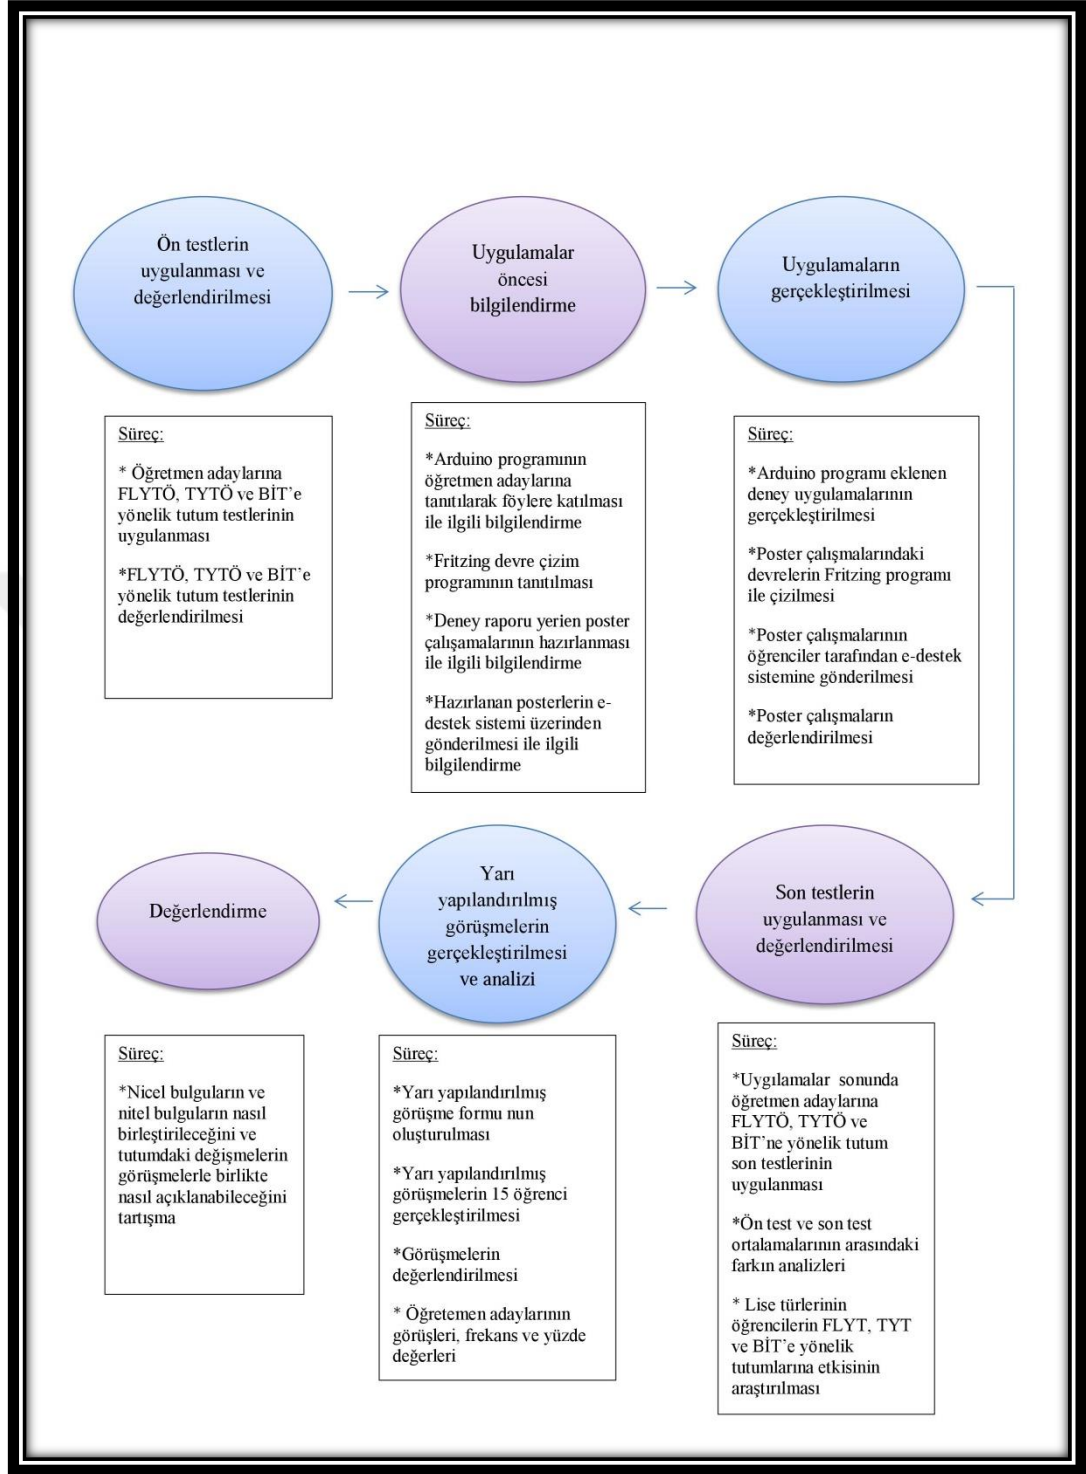 Ön testlerin
uygulanması ve
değerlendirilmesi
Uygulamalar
öncesi
bilgilendirme
Uygulamaların
gerçekleştirilmesi
Süreç:
* Öğretmen adaylarına
FLYTÖ, TYTÖ ve BİT’e
yönelik tutum testlerinin
uygulanması
*FLYTÖ, TYTÖ ve BİT’e
yönelik tutum testlerinin
değerlendirilmesi
Süreç:
*Arduino programının
öğretmen adaylarına
tanıtılarak föylere katılması
ile ilgili bilgilendirme
*Fritzing devre çizim
programının tanıtılması
*Deney raporu yerien poster
çalışamalarının hazırlanması
ile ilgili bilgilendirme
*Hazırlanan posterlerin e-
destek sistemi üzerinden
gönderilmesi ile ilgili
bilgilendirme
Süreç:
*Arduino programı eklenen
deney uygulamalarının
gerçekleştirilmesi
*Poster çalışmalarındaki
devrelerin Fritzing programı
ile çizilmesi
*Poster çalışmalarının
öğrenciler tarafından e-destek
sistemine gönderilmesi
*Poster çalışmaların
değerlendirilmesi
Son testlerin
uygulanması ve
değerlendirilmesi
Yarı
yapılandırılmış
görüşmelerin
gerçekleştirilmesi
ve analizi
Değerlendirme
Süreç:
*Uygılamalar sonunda
öğretmen adaylarına
FLYTÖ, TYTÖ ve
BİT’ne yönelik tutum
son testlerinin
uygulanması
*Ön test ve son test
ortalamalarının arasındaki
farkın analizleri
* Lise türlerinin
öğrencilerin FLYT, TYT
ve BİT’e yönelik
tutumlarına etkisinin
araştırılması
Süreç:
*Yarı yapılandırılmış
görüşme formu nun
oluşturulması
*Yarı yapılandırılmış
görüşmelerin 15 öğrenci
gerçekleştirilmesi
*Görüşmelerin
değerlendirilmesi
* Öğretemen adaylarının
görüşleri, frekans ve yüzde
değerleri
Süreç:
*Nicel bulguların ve
nitel bulguların nasıl
birleştirileceğini ve
tutumdaki değişmelerin
görüşmelerle birlikte
nasıl açıklanabileceğini
tartışma